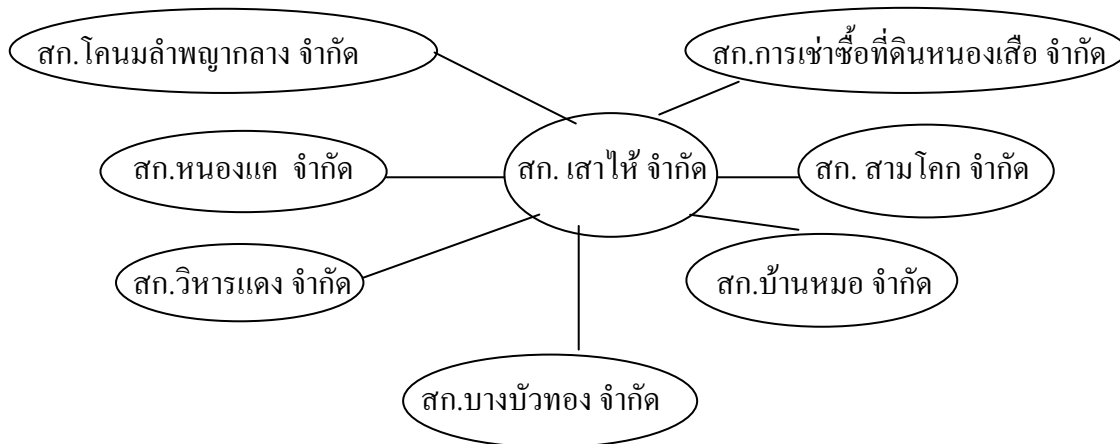 สก.โคนมลำพญากลาง จำกัด
สก.การเช่าซื้อที่ดินหนองเสือ จำกัด
สก.หนองแค จำกัด
สก. เสาไห้ จำกัด
สก. สามโคก จำกัด
สก.วิหารแดง จำกัด
สก.บ้านหมอ จำกัด
สก.บางบัวทอง จำกัด